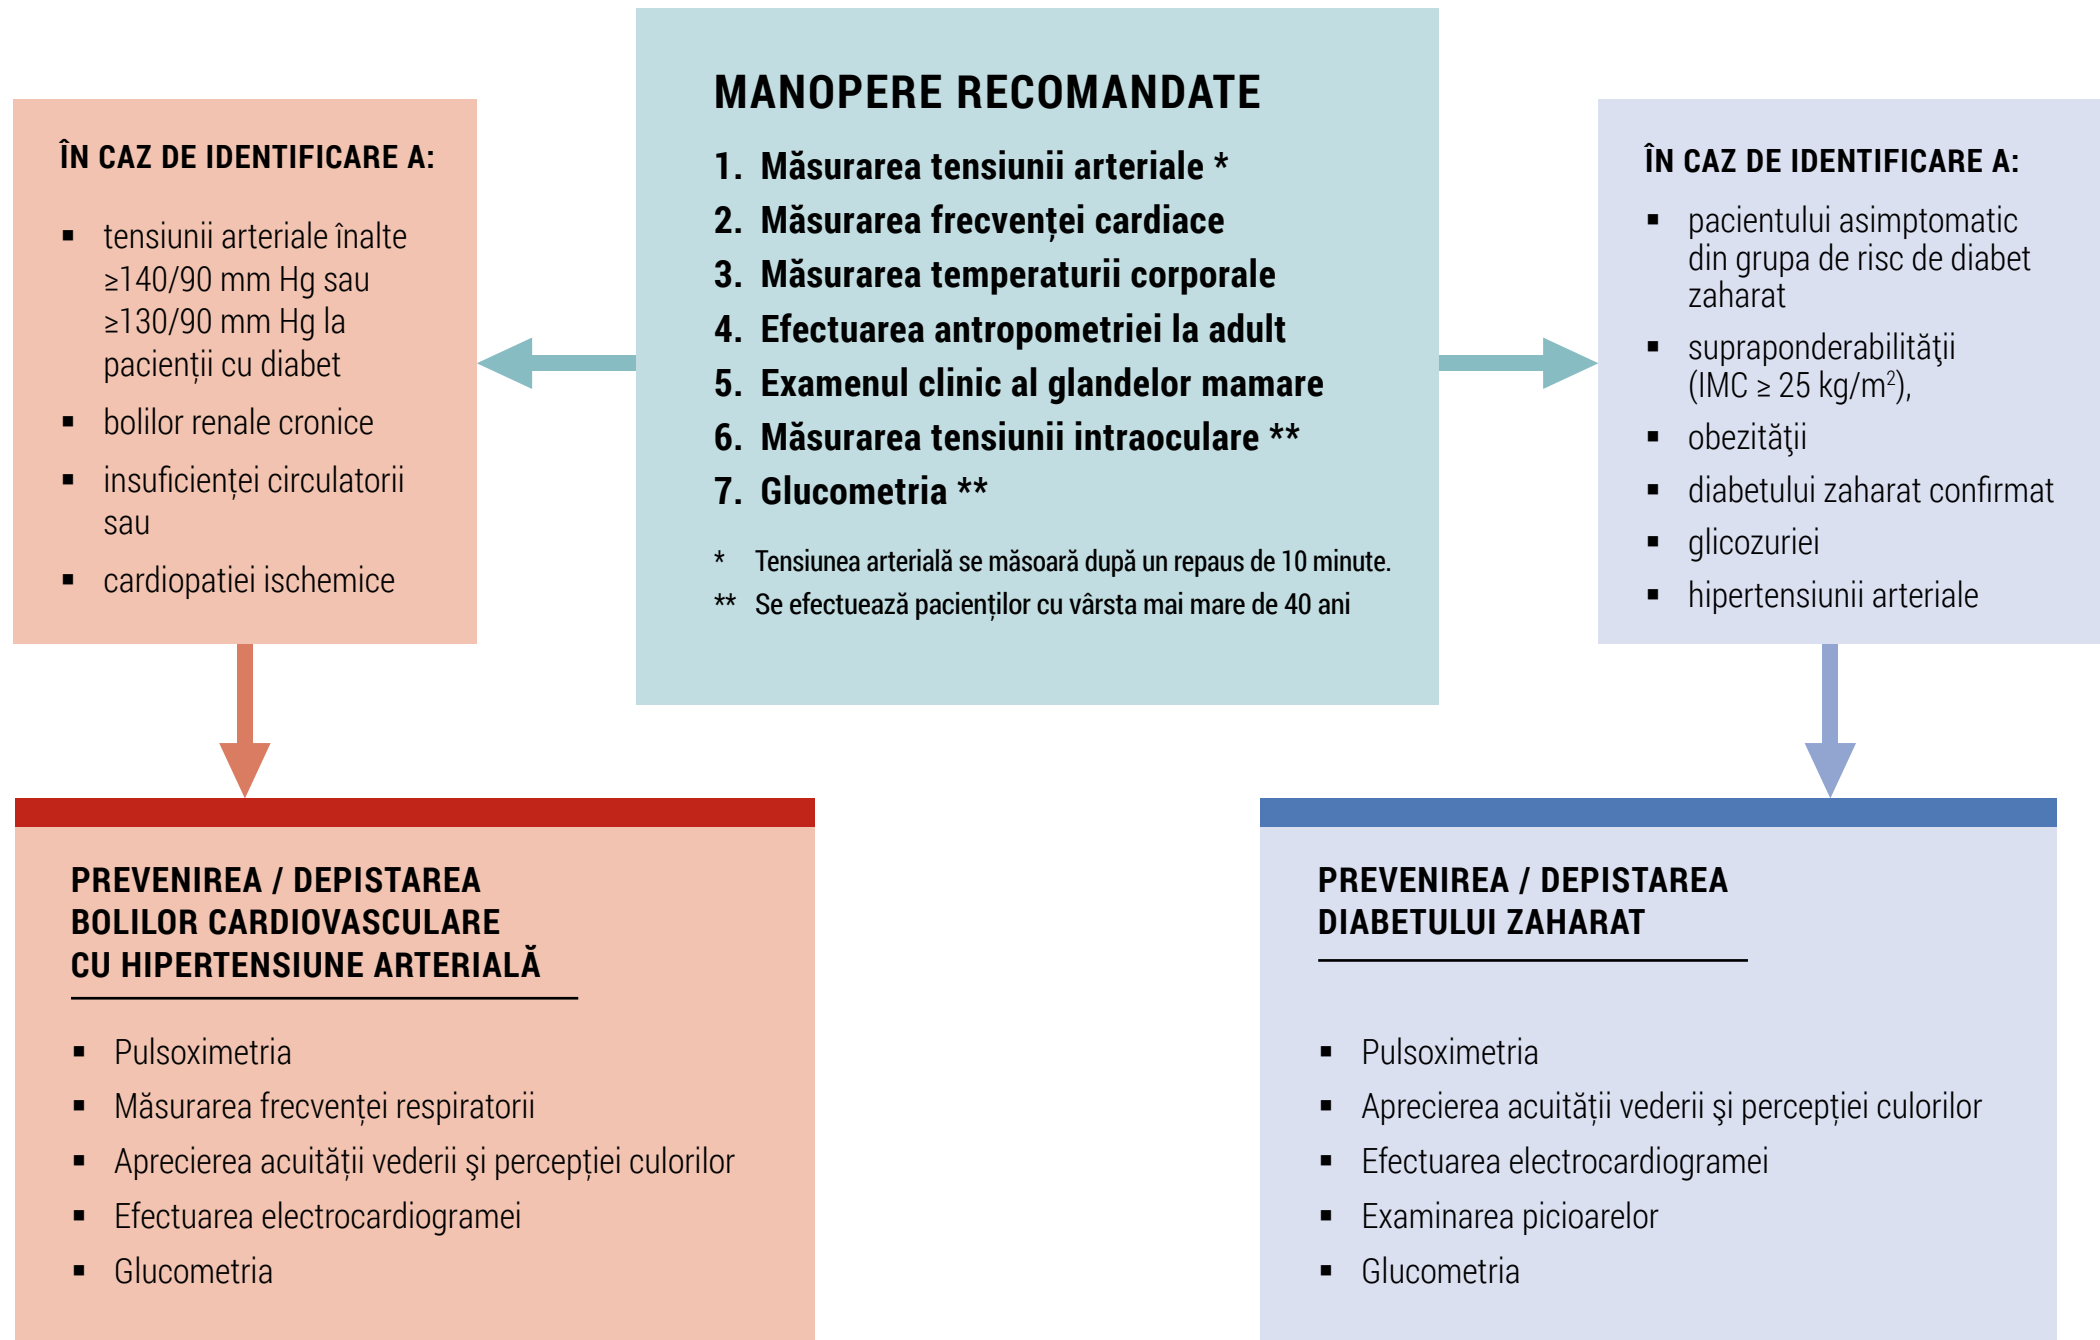 MANOPERE RECOMANDATE
1. Măsurarea tensiunii arteriale *
2. Măsurarea frecvenței cardiace
3. Măsurarea temperaturii corporale
4. Efectuarea antropometriei la adult
5. Examenul clinic al glandelor mamare
6. Măsurarea tensiunii intraoculare **
7. Glucometria **
* Tensiunea arterială se măsoară după un repaus de 10 minute.
** Se efectuează pacienților cu vârsta mai mare de 40 ani
ÎN CAZ DE IDENTIFICARE A:
▪ tensiunii arteriale înalte
≥140/90 mm Hg sau
≥130/90 mm Hg la
pacienții cu diabet
▪ bolilor renale cronice
▪ insuficienței circulatorii
sau
▪ cardiopatiei ischemice
ÎN CAZ DE IDENTIFICARE A:
▪ pacientului asimptomatic
din grupa de risc de diabet
zaharat
▪ supraponderabilităţii
(IMC ≥ 25 kg/m²),
▪ obezităţii
▪ diabetului zaharat confirmat
▪ glicozuriei
▪ hipertensiunii arteriale
PREVENIREA / DEPISTAREA
BOLILOR CARDIOVASCULARE
CU HIPERTENSIUNE ARTERIALĂ
▪ Pulsoximetria
▪ Măsurarea frecvenței respiratorii
▪ Aprecierea acuității vederii şi percepției culorilor
▪ Efectuarea electrocardiogramei
▪ Glucometria
PREVENIREA / DEPISTAREA
DIABETULUI ZAHARAT
▪ Pulsoximetria
▪ Aprecierea acuității vederii şi percepției culorilor
▪ Efectuarea electrocardiogramei
▪ Examinarea picioarelor
▪ Glucometria